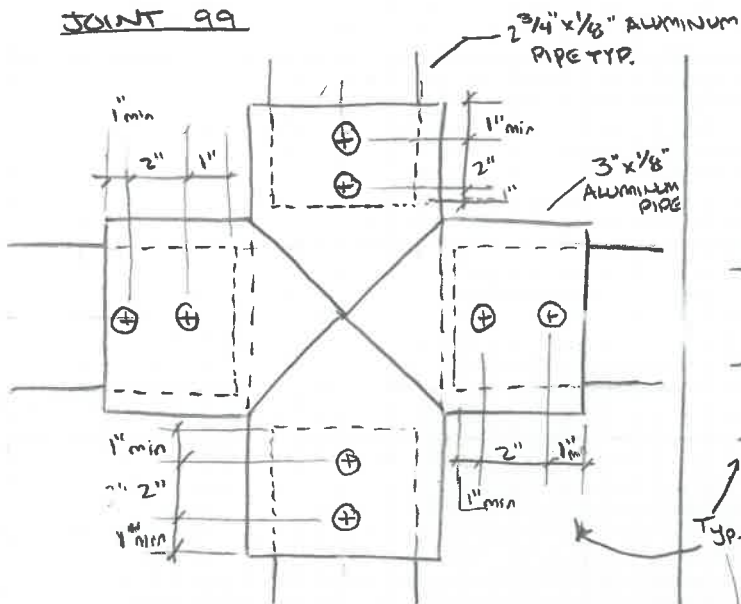 JOINT 99
2 3/4" x 1/8" ALUMINUM
PIPE TYP.
1" min
2"
1"
1" min
2"
1"
3" x 1/8"
ALUMINUM
PIPE
1" min
2"
1" min
1" min
2"
1" min
Typ.